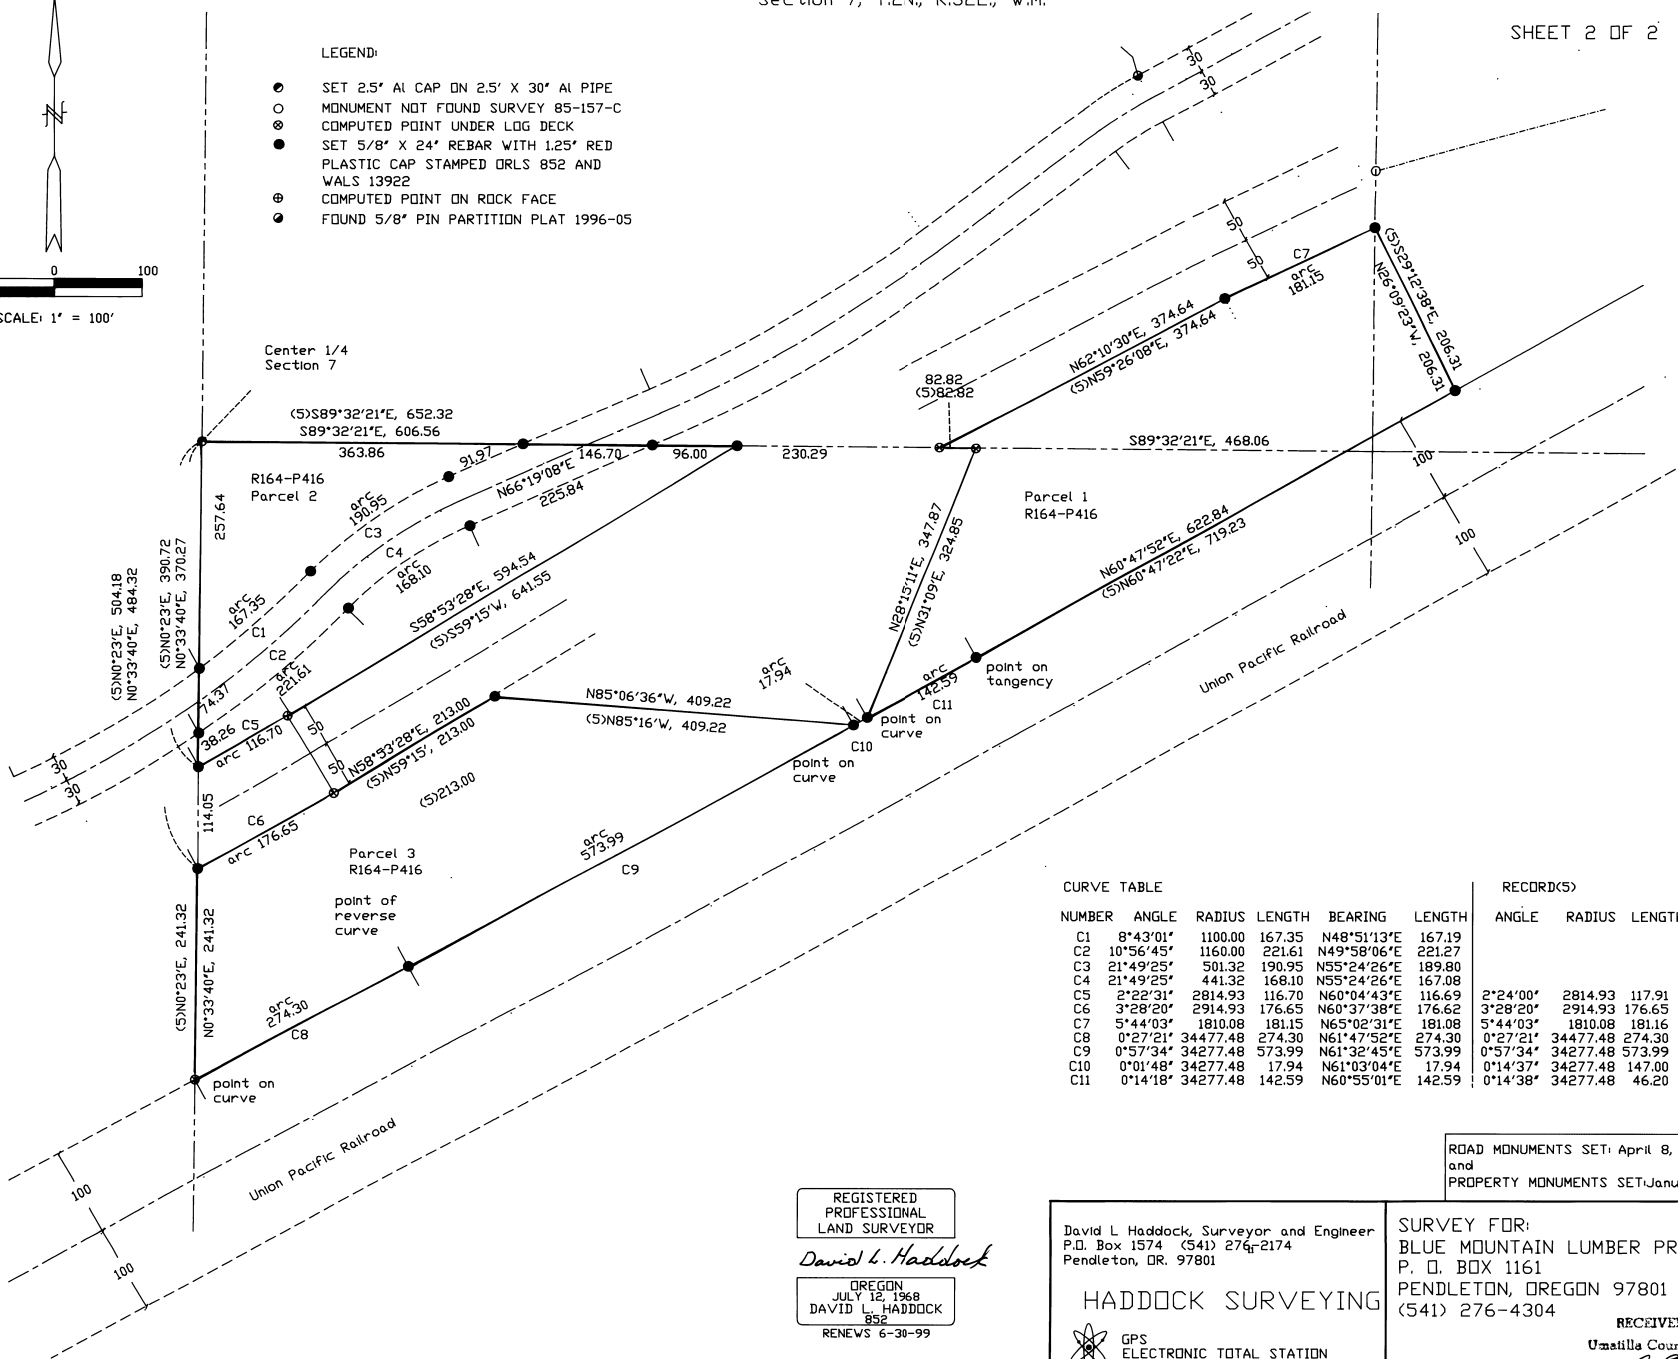 Section 7, T.2N., R.32E., W.M.
SHEET 2 OF 2
LEGEND:
SET 2.5" Al CAP ON 2.5' X 30" Al PIPE
MONUMENT NOT FOUND SURVEY 85-157-C
COMPUTED POINT UNDER LOG DECK
SET 5/8" X 24" REBAR WITH 1.25" RED
PLASTIC CAP STAMPED ORLS 852 AND
WALS 13922
COMPUTED POINT ON ROCK FACE
FOUND 5/8" PIN PARTITION PLAT 1996-05
N
0 100
SCALE: 1" = 100'
30
30
50
50
C7
arc
181.15
(5)S29°12'38"E, 206.31
N26°09'23"W, 206.31
N62°10'30"E, 374.64
(5)N59°26'08"E, 374.64
82.82
(5)82.82
Center 1/4
Section 7
(5)S89°32'21"E, 652.32
S89°32'21"E, 606.56
363.86
91.97
146.70
96.00
230.29
S89°32'21"E, 468.06
R164-P416
Parcel 2
257.64
arc
190.95
C3
N66°19'08"E
225.84
C4
arc
168.10
Parcel 1
R164-P416
100
100
N28°15'11"E, 347.87
(5)N31°09'E, 324.85
N60°47'52"E, 622.84
(5)N60°47'22"E, 719.23
(5)N0°23'E, 504.18
N0°33'40"E, 484.32
(5)N0°23'E, 390.72
N0°33'40"E, 370.27
arc
167.35
C1
C2
arc
221.61
S58°53'28"E, 594.54
(5)S59°15'W, 641.55
74.37
38.26
C5
arc 116.70
50
50
N58°53'28"E, 213.00
(5)N59°15', 213.00
(5)213.00
N85°06'36"W, 409.22
(5)N85°16'W, 409.22
arc
17.94
arc
142.59
C11
point on
tangency
point on
curve
C10
point on
curve
Union Pacific Railroad
30
30
114.05
C6
arc 176.65
Parcel 3
R164-P416
arc
573.99
C9
point of
reverse
curve
(5)N0°23'E, 241.32
N0°33'40"E, 241.32
arc
274.30
C8
point on
curve
Union Pacific Railroad
100
100
CURVE TABLE RECORD(5)
NUMBER ANGLE RADIUS LENGTH BEARING LENGTH ANGLE RADIUS LENGTH
C1 8°43'01" 1100.00 167.35 N48°51'13"E 167.19
C2 10°56'45" 1160.00 221.61 N49°58'06"E 221.27
C3 21°49'25" 501.32 190.95 N55°24'26"E 189.80
C4 21°49'25" 441.32 168.10 N55°24'26"E 167.08
C5 2°22'31" 2814.93 116.70 N60°04'43"E 116.69 2°24'00" 2814.93 117.91
C6 3°28'20" 2914.93 176.65 N60°37'38"E 176.62 3°28'20" 2914.93 176.65
C7 5°44'03" 1810.08 181.15 N65°02'31"E 181.08 5°44'03" 1810.08 181.16
C8 0°27'21" 34477.48 274.30 N61°47'52"E 274.30 0°27'21" 34477.48 274.30
C9 0°57'34" 34277.48 573.99 N61°32'45"E 573.99 0°57'34" 34277.48 573.99
C10 0°01'48" 34277.48 17.94 N61°03'04"E 17.94 0°14'37" 34277.48 147.00
C11 0°14'18" 34277.48 142.59 N60°55'01"E 142.59 0°14'38" 34277.48 46.20
ROAD MONUMENTS SET: April 8,
and
PROPERTY MONUMENTS SET:Janu
REGISTERED
PROFESSIONAL
LAND SURVEYOR
David L. Haddock
OREGON
JULY 12, 1968
DAVID L. HADDOCK
852
RENEWS 6-30-99
David L Haddock, Surveyor and Engineer
P.O. Box 1574 (541) 276-2174
Pendleton, OR. 97801
HADDOCK SURVEYING
GPS
ELECTRONIC TOTAL STATION
SURVEY FOR:
BLUE MOUNTAIN LUMBER PR
P. O. BOX 1161
PENDLETON, OREGON 97801
(541) 276-4304
RECEIVE
Umatilla Cou